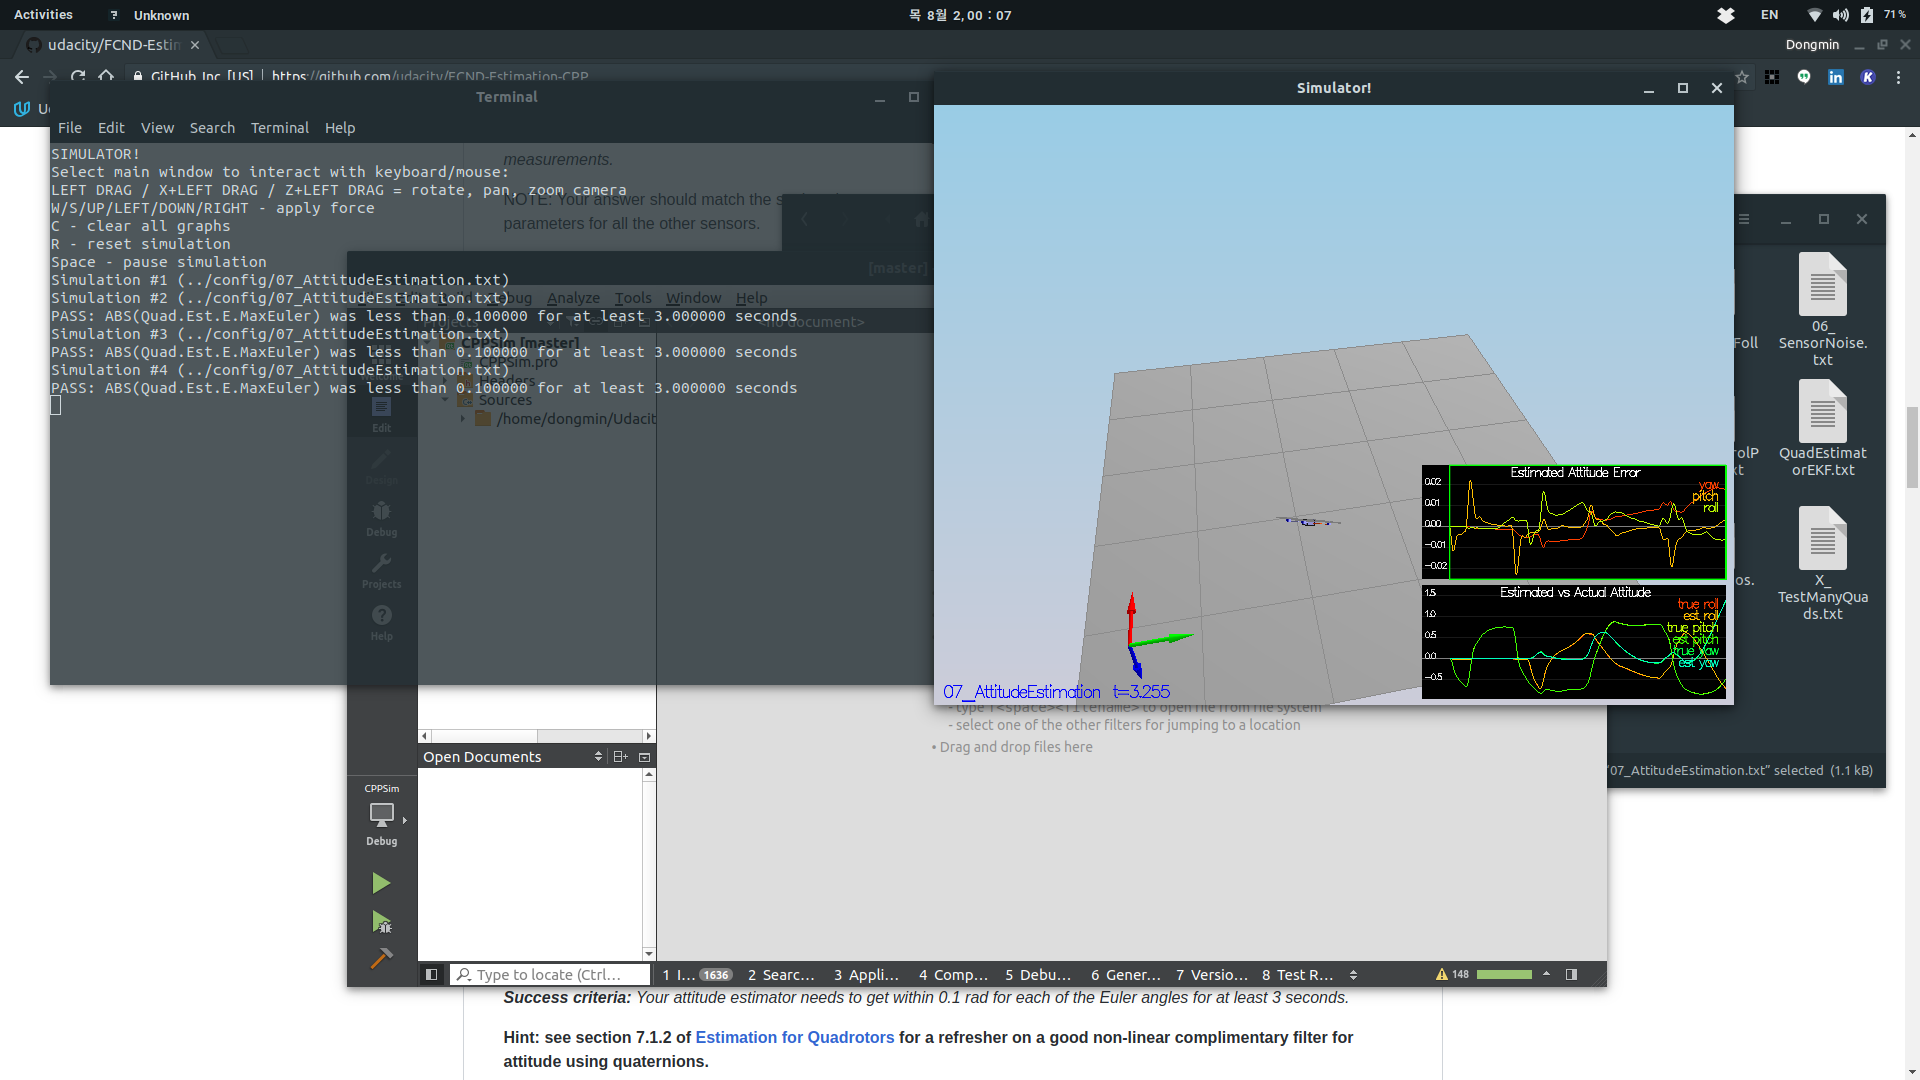 Activities
Unknown
목 8월 2, 00 : 07
EN
71 %
udacity/FCND-Estim
Dongmin
GitHub, Inc. [US]
https://github.com/udacity/FCND-Estimation-CPP
Terminal
File Edit View Search Terminal Help
SIMULATOR!
Select main window to interact with keyboard/mouse:
LEFT DRAG / X+LEFT DRAG / Z+LEFT DRAG = rotate, pan, zoom camera
W/S/UP/LEFT/DOWN/RIGHT - apply force
C - clear all graphs
R - reset simulation
Space - pause simulation
Simulation #1 (../config/07_AttitudeEstimation.txt)
Simulation #2 (../config/07_AttitudeEstimation.txt)
PASS: ABS(Quad.Est.E.MaxEuler) was less than 0.100000 for at least 3.000000 seconds
Simulation #3 (../config/07_AttitudeEstimation.txt)
PASS: ABS(Quad.Est.E.MaxEuler) was less than 0.100000 for at least 3.000000 seconds
Simulation #4 (../config/07_AttitudeEstimation.txt)
PASS: ABS(Quad.Est.E.MaxEuler) was less than 0.100000 for at least 3.000000 seconds
measurements.
NOTE: Your answer should match the s
parameters for all the other sensors.
[master]
Debug Analyze Tools Window Help
Projects
<no document>
CPPSim [master]
CPPSim.pro
Headers
Sources
/home/dongmin/Udacit
Edit
Design
Debug
Projects
Help
Simulator!
Estimated Attitude Error
yaw
pitch
roll
0.02
0.01
0.00
-0.01
-0.02
Estimated vs Actual Attitude
true roll
est roll
true pitch
est pitch
true yaw
est yaw
1.5
1.0
0.5
0.0
-0.5
07_AttitudeEstimation t=3.255
06_
SensorNoise.
txt
QuadEstimat
orEKF.txt
X_
TestManyQua
ds.txt
"07_AttitudeEstimation.txt" selected (1.1 kB)
- type f<space><filename> to open file from file system
- select one of the other filters for jumping to a location
• Drag and drop files here
Open Documents
CPPSim
Debug
Type to locate (Ctrl...
1 I... 1636
2 Searc...
3 Appli...
4 Comp...
5 Debu...
6 Gener...
7 Versio...
8 Test R...
148
Success criteria: Your attitude estimator needs to get within 0.1 rad for each of the Euler angles for at least 3 seconds.
Hint: see section 7.1.2 of Estimation for Quadrotors for a refresher on a good non-linear complimentary filter for
attitude using quaternions.